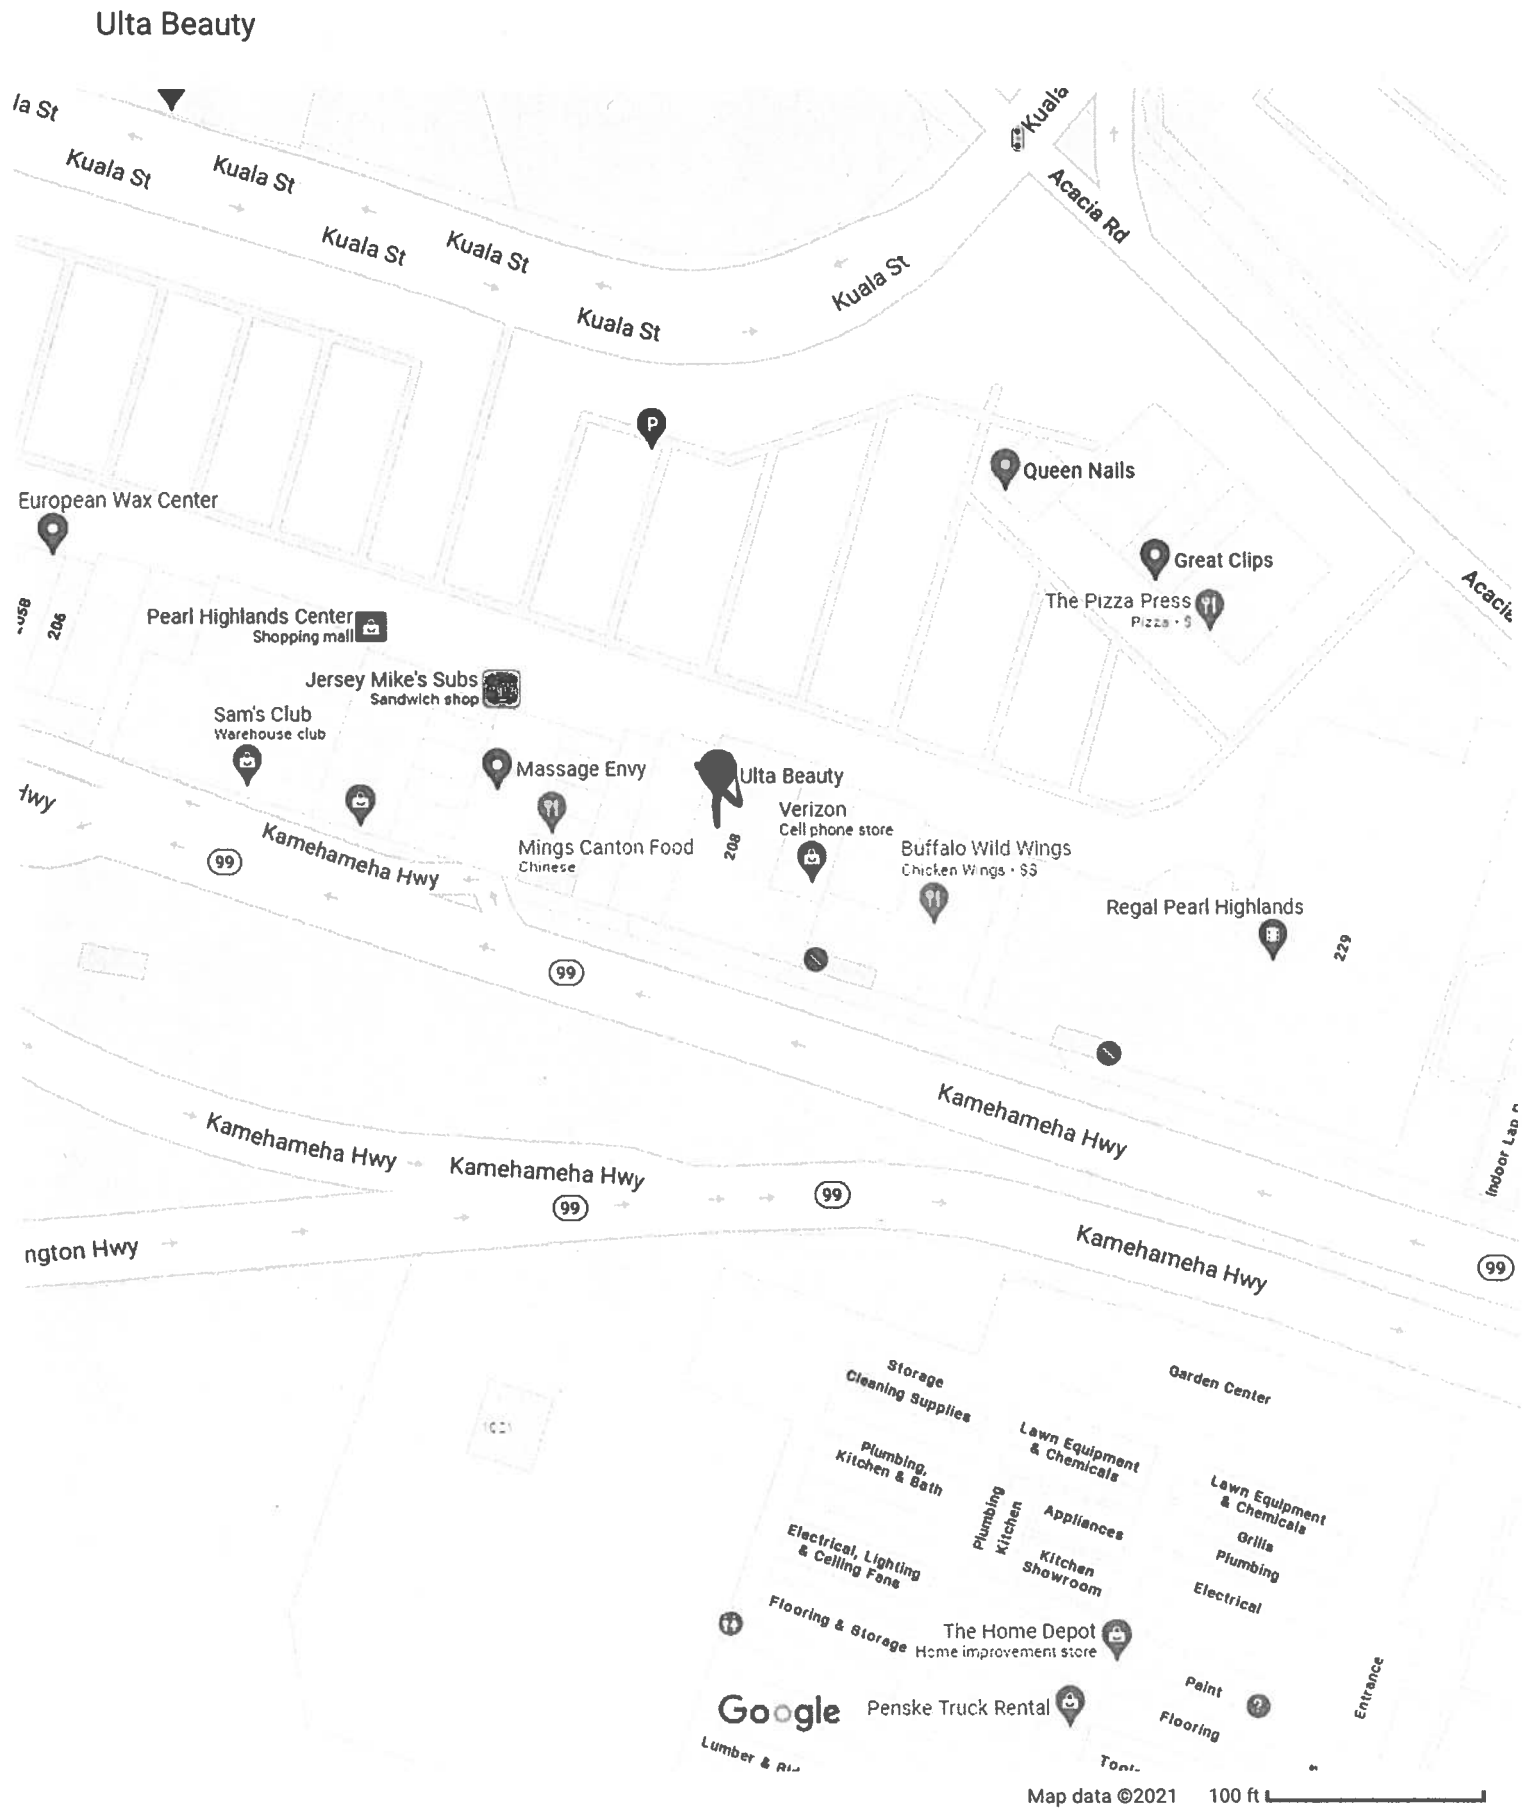 Ulta Beauty
la St
Kuala St
Kuala St
Kuala St
Kuala St
Kuala St
Kuala St
Kuala
Acacia Rd
Acacia
P
Queen Nails
Great Clips
The Pizza Press
Pizza · $
European Wax Center
206
Pearl Highlands Center
Shopping mall
Jersey Mike's Subs
Sandwich shop
Sam's Club
Warehouse club
Massage Envy
Mings Canton Food
Chinese
Ulta Beauty
208
Verizon
Cell phone store
Buffalo Wild Wings
Chicken Wings · $$
Regal Pearl Highlands
229
Hwy
99
Kamehameha Hwy
99
Kamehameha Hwy
Kamehameha Hwy
Kamehameha Hwy
99
99
ngton Hwy
Kamehameha Hwy
99
Indoor Lap
Storage
Cleaning Supplies
Garden Center
Plumbing,
Kitchen & Bath
Lawn Equipment
& Chemicals
Lawn Equipment
& Chemicals
Plumbing
Kitchen
Appliances
Grills
Plumbing
Electrical, Lighting
& Ceiling Fans
Kitchen
Showroom
Electrical
Flooring & Storage
The Home Depot
Home improvement store
Entrance
Paint
Google
Penske Truck Rental
Flooring
Lumber &
Map data ©2021
100 ft